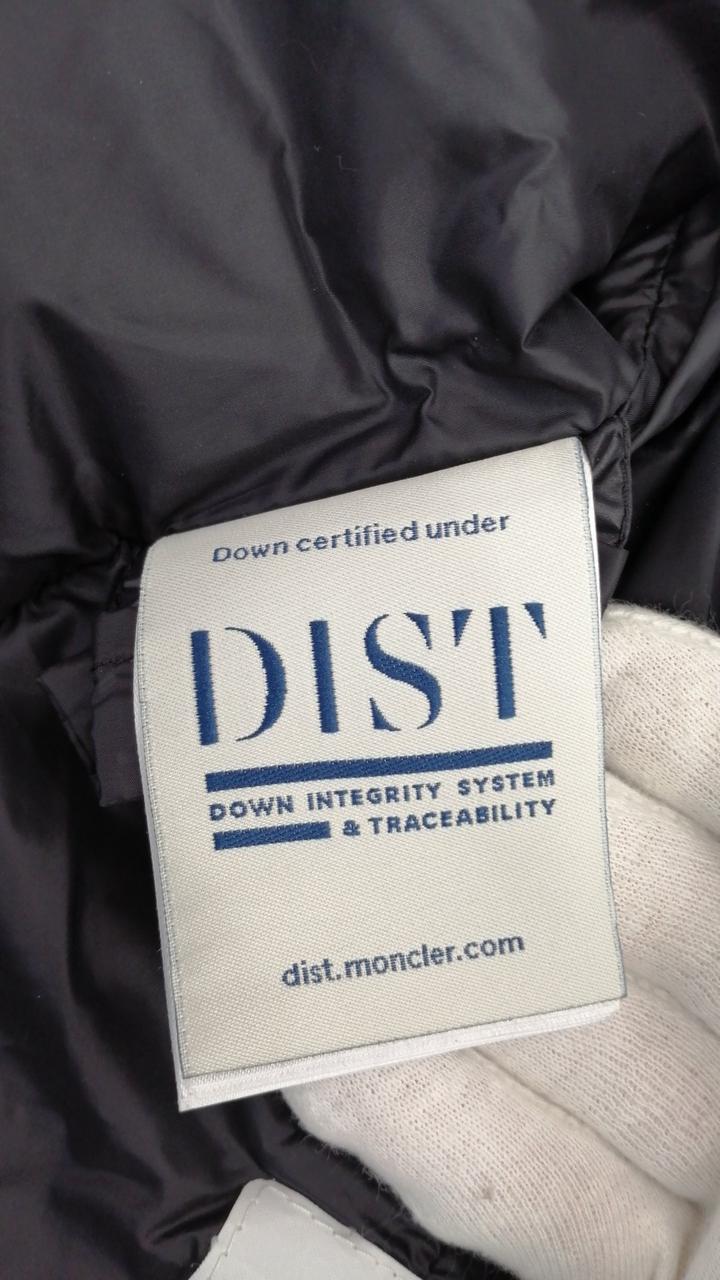 Down certified under
DIST
DOWN INTEGRITY SYSTEM
& TRACEABILITY
dist.moncler.com